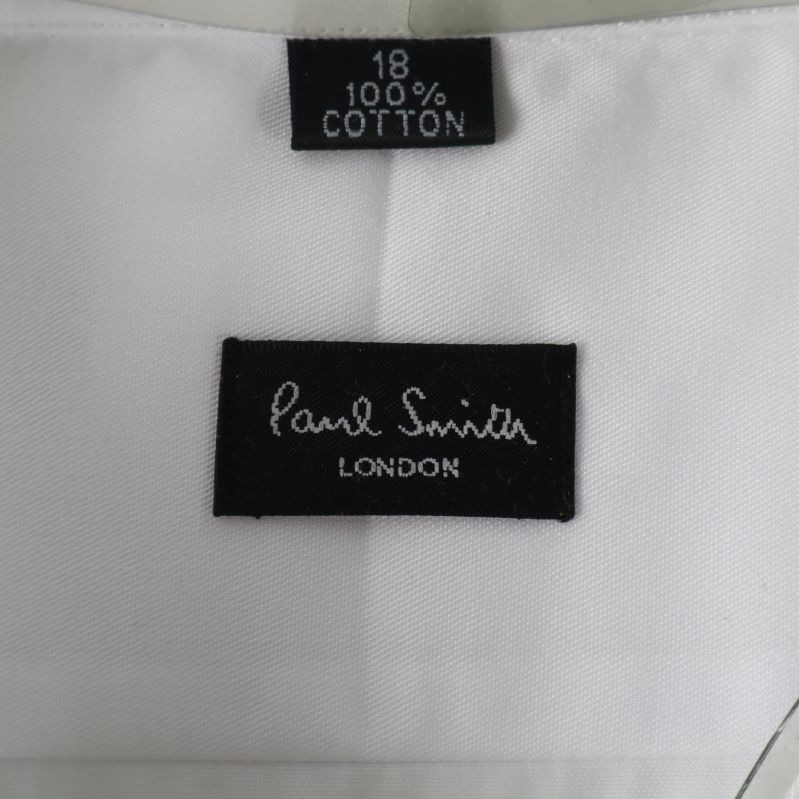 18
100%
COTTON
Paul Smith
LONDON